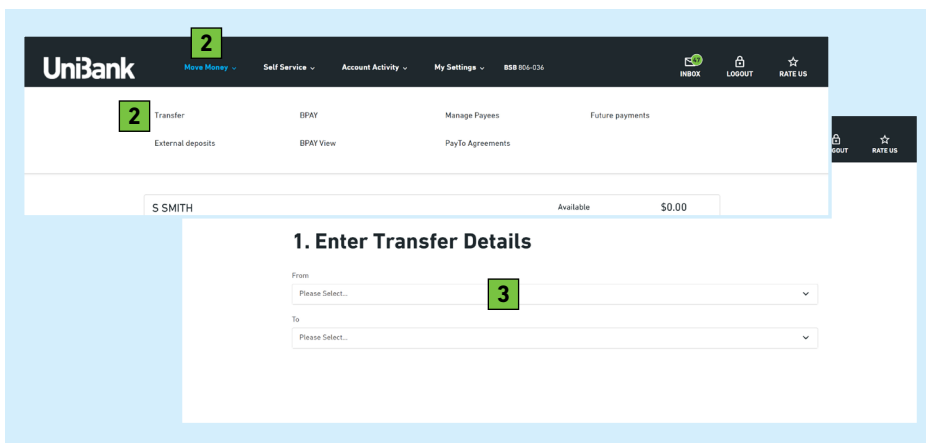 2
UniBank Move Money Self Service Account Activity My Settings BSB 806-036 47 INBOX LOGOUT RATE US
2 Transfer BPAY Manage Payees Future payments
External deposits BPAY View PayTo Agreements
GOUT RATE US
S SMITH Available $0.00
1. Enter Transfer Details
From
Please Select... 3
To
Please Select...